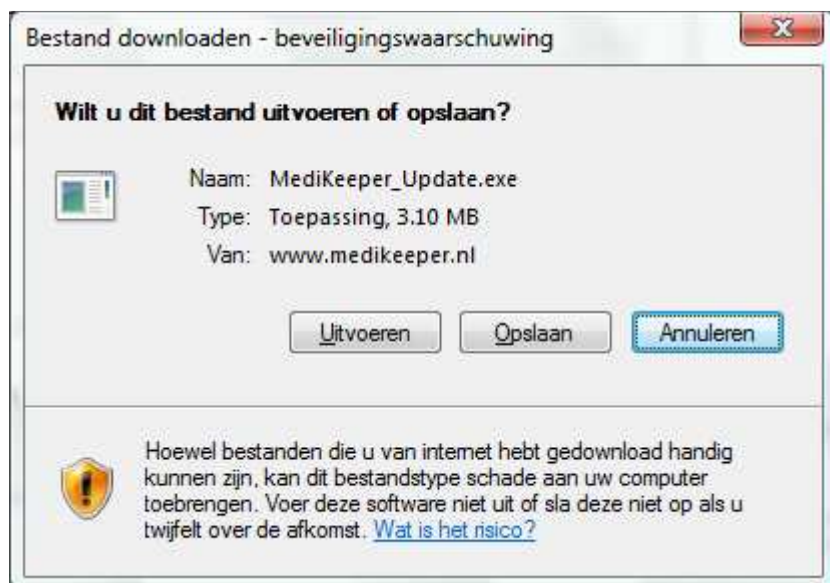 Bestand downloaden - beveiligingswaarschuwing
Wilt u dit bestand uitvoeren of opslaan?
Naam: MediKeeper_Update.exe
Type: Toepassing, 3.10 MB
Van: www.medikeeper.nl
Uitvoeren Opslaan Annuleren
Hoewel bestanden die u van internet hebt gedownload handig
kunnen zijn, kan dit bestandstype schade aan uw computer
toebrengen. Voer deze software niet uit of sla deze niet op als u
twijfelt over de afkomst. Wat is het risico?